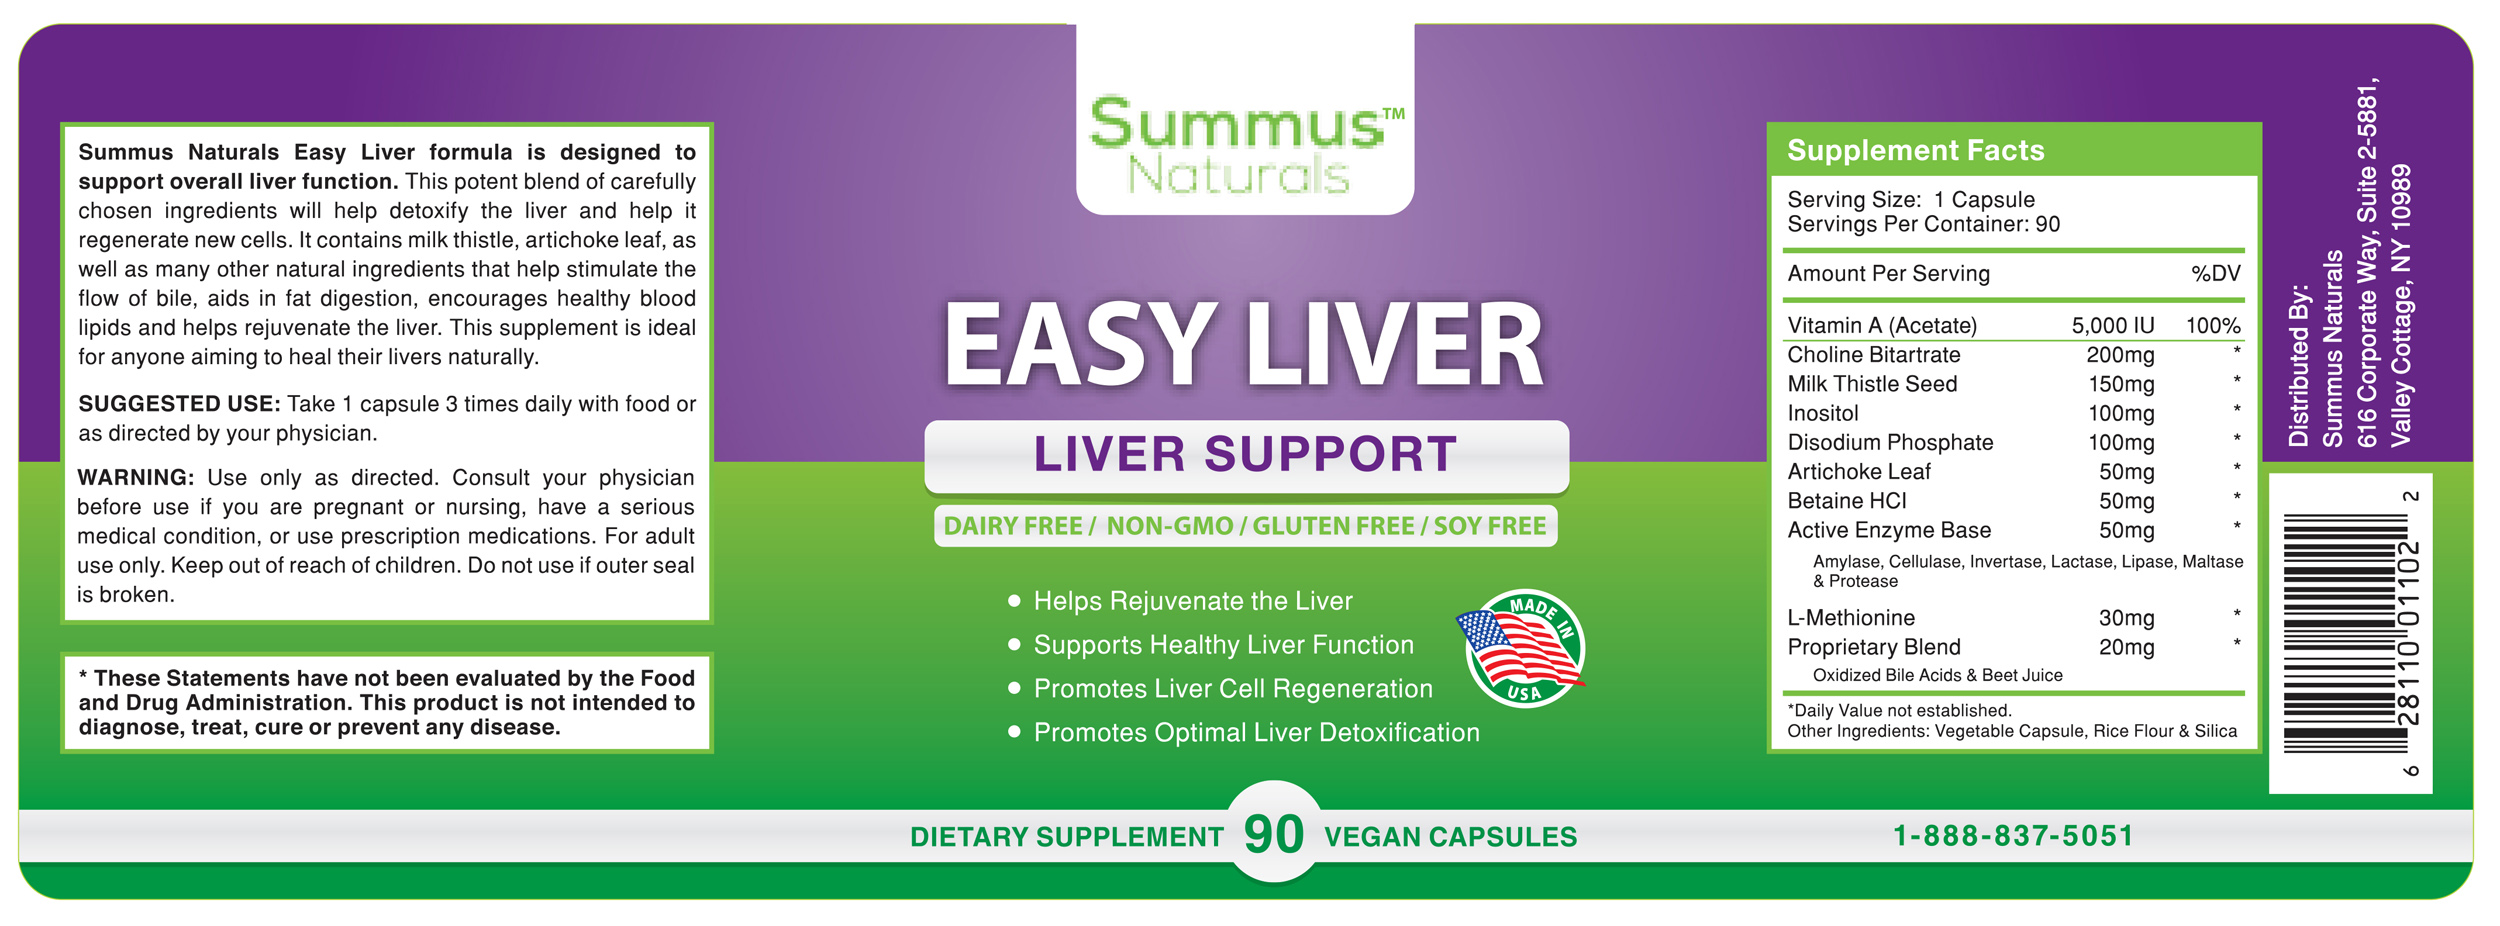 Summus Naturals Easy Liver formula is designed to
support overall liver function. This potent blend of carefully
chosen ingredients will help detoxify the liver and help it
regenerate new cells. It contains milk thistle, artichoke leaf, as
well as many other natural ingredients that help stimulate the
flow of bile, aids in fat digestion, encourages healthy blood
lipids and helps rejuvenate the liver. This supplement is ideal
for anyone aiming to heal their livers naturally.
SUGGESTED USE: Take 1 capsule 3 times daily with food or
as directed by your physician.
WARNING: Use only as directed. Consult your physician
before use if you are pregnant or nursing, have a serious
medical condition, or use prescription medications. For adult
use only. Keep out of reach of children. Do not use if outer seal
is broken.
* These Statements have not been evaluated by the Food
and Drug Administration. This product is not intended to
diagnose, treat, cure or prevent any disease.
Summus™
Naturals
EASY LIVER
LIVER SUPPORT
DAIRY FREE / NON-GMO / GLUTEN FREE / SOY FREE
• Helps Rejuvenate the Liver
• Supports Healthy Liver Function
• Promotes Liver Cell Regeneration
• Promotes Optimal Liver Detoxification
MADE IN
USA
DIETARY SUPPLEMENT 90 VEGAN CAPSULES
Supplement Facts
Serving Size: 1 Capsule
Servings Per Container: 90
Amount Per Serving %DV
Vitamin A (Acetate) 5,000 IU 100%
Choline Bitartrate 200mg *
Milk Thistle Seed 150mg *
Inositol 100mg *
Disodium Phosphate 100mg *
Artichoke Leaf 50mg *
Betaine HCl 50mg *
Active Enzyme Base 50mg *
Amylase, Cellulase, Invertase, Lactase, Lipase, Maltase
& Protease
L-Methionine 30mg *
Proprietary Blend 20mg *
Oxidized Bile Acids & Beet Juice
*Daily Value not established.
Other Ingredients: Vegetable Capsule, Rice Flour & Silica
1-888-837-5051
Distributed By:
Summus Naturals
616 Corporate Way, Suite 2-5881,
Valley Cottage, NY 10989
6 28110 01102 2